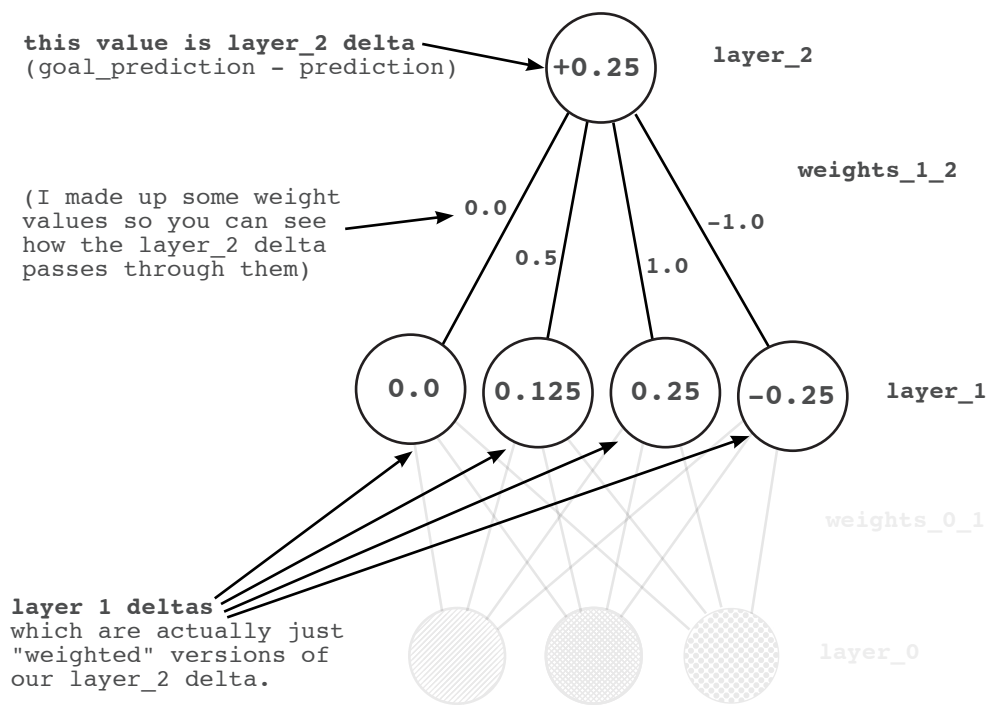 this value is layer_2 delta
(goal_prediction - prediction)
+0.25
layer_2
weights_1_2
(I made up some weight
values so you can see
how the layer_2 delta
passes through them)
0.0
-1.0
0.5
1.0
0.0
0.125
0.25
-0.25
layer_1
weights_0_1
layer 1 deltas
which are actually just
"weighted" versions of
our layer_2 delta.
layer_0